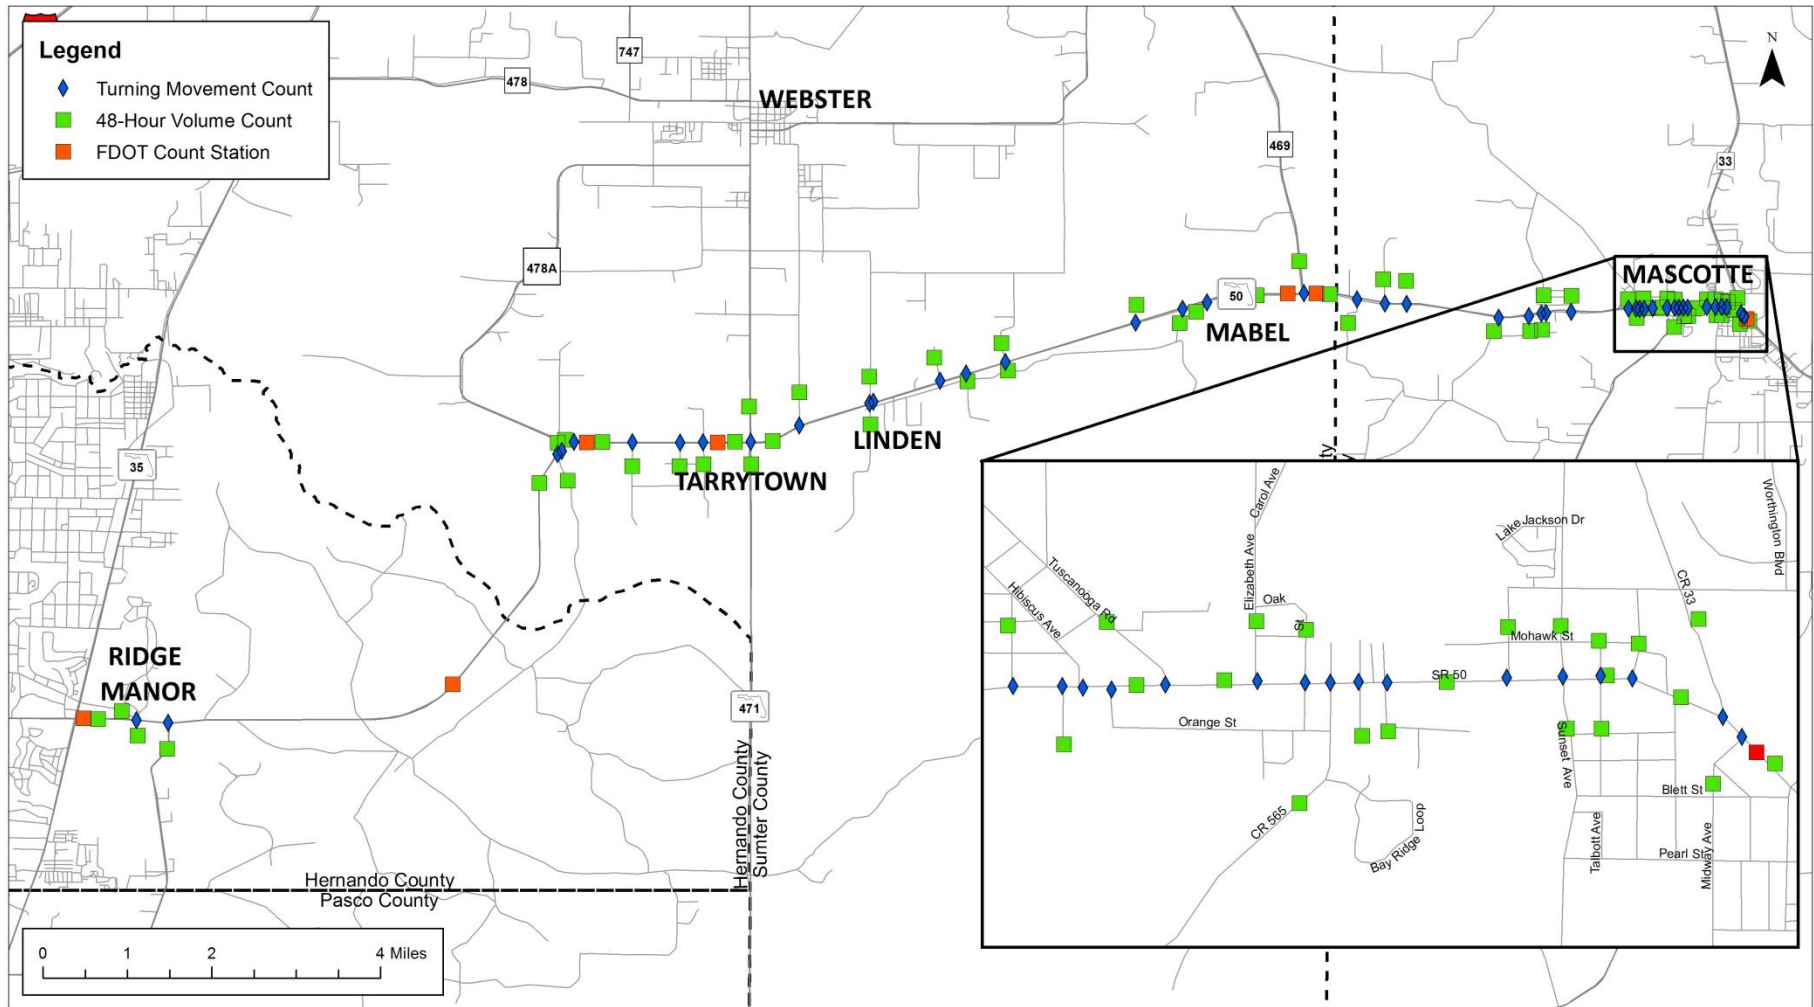 Legend
Turning Movement Count
48-Hour Volume Count
FDOT Count Station
747
478
WEBSTER
N
469
33
478A
MASCOTTE
50
MABEL
35
LINDEN
TARRYTOWN
RIDGE
MANOR
471
Hernando County
Sumter County
Hernando County
Pasco County
0 1 2 4 Miles
ty
Carol Ave
Worthington Blvd
Lake Jackson Dr
Tuscanooga Rd
Hibiscus Ave
Elizabeth Ave
Oak
St
CR 33
Mohawk St
SR 50
Orange St
Sunset Ave
Blett St
CR 565
Bay Ridge Loop
Talbott Ave
Pearl St
Midway Ave